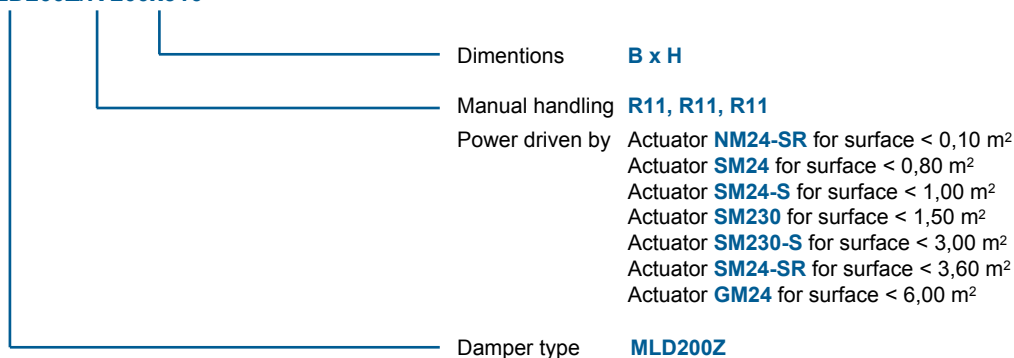 Dimentions B x H
Manual handling R11, R11, R11
Power driven by Actuator NM24-SR for surface < 0,10 m²
Actuator SM24 for surface < 0,80 m²
Actuator SM24-S for surface < 1,00 m²
Actuator SM230 for surface < 1,50 m²
Actuator SM230-S for surface < 3,00 m²
Actuator SM24-SR for surface < 3,60 m²
Actuator GM24 for surface < 6,00 m²
Damper type MLD200Z